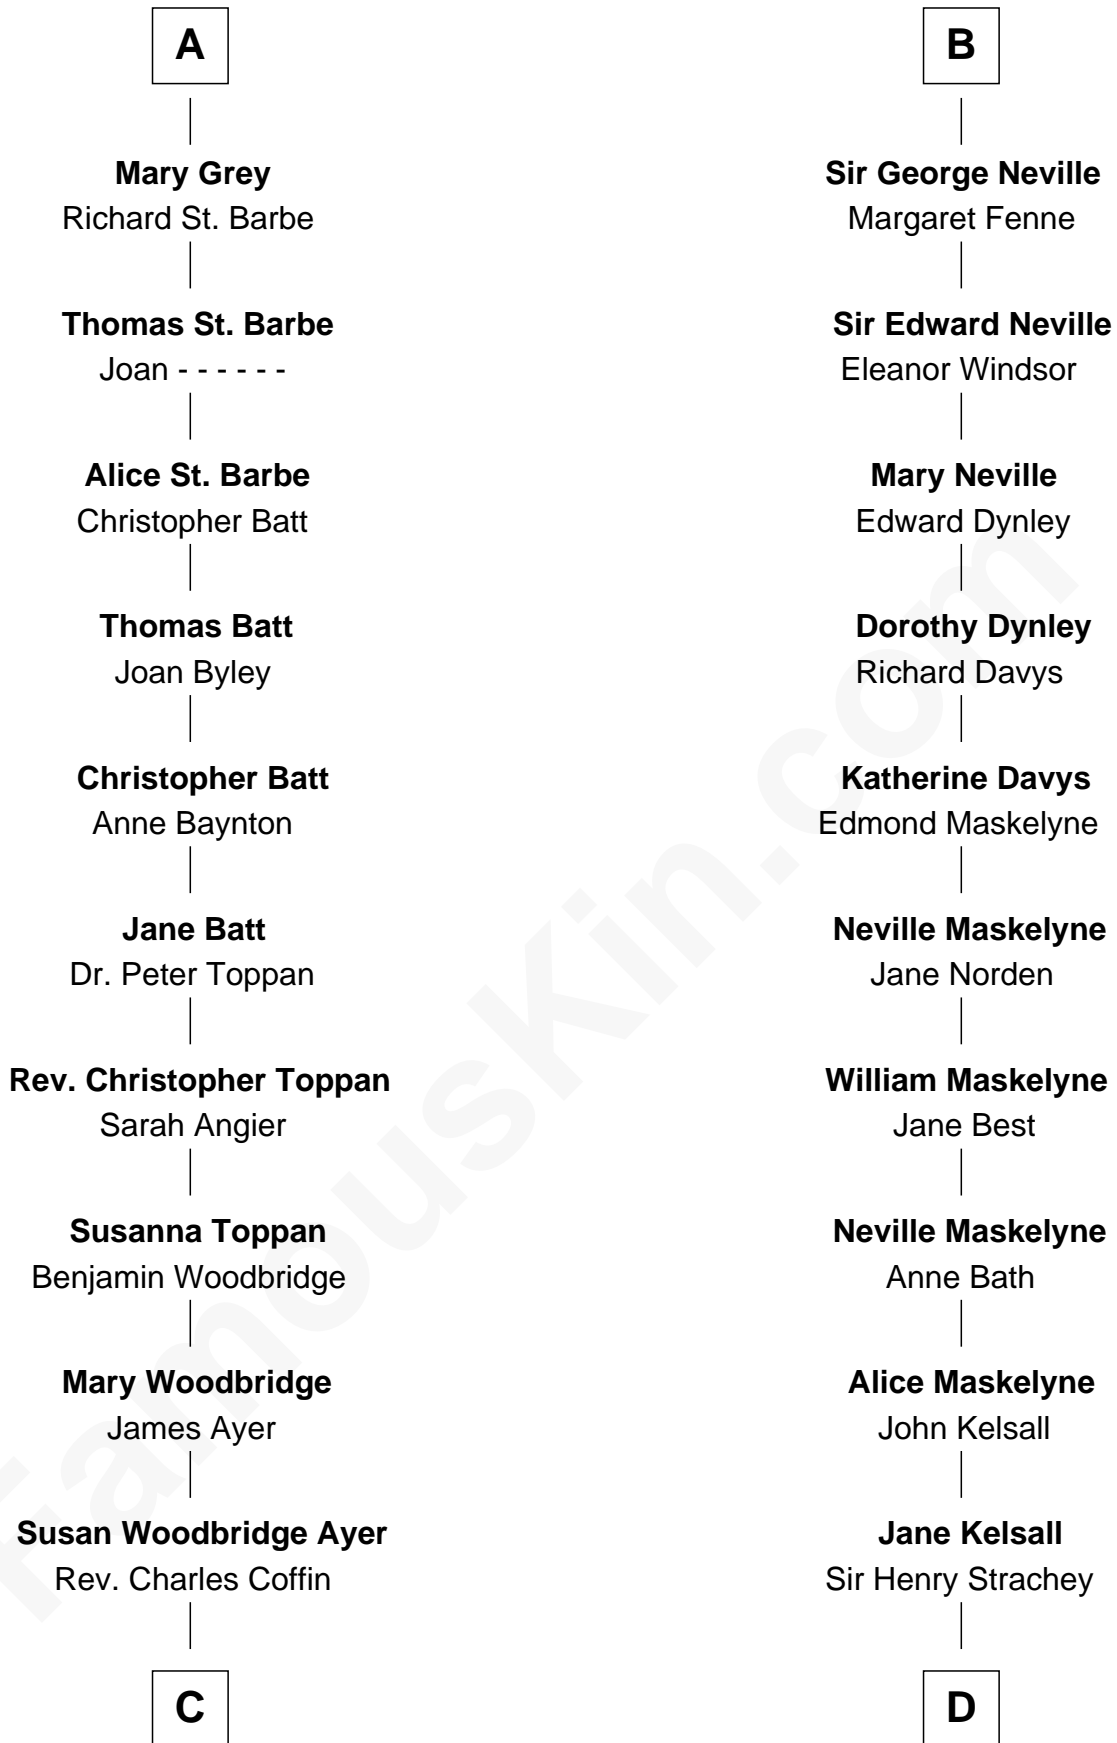 A
Mary Grey
Richard St. Barbe
Thomas St. Barbe
Joan - - - - - -
Alice St. Barbe
Christopher Batt
Thomas Batt
Joan Byley
Christopher Batt
Anne Baynton
Jane Batt
Dr. Peter Toppan
Rev. Christopher Toppan
Sarah Angier
Susanna Toppan
Benjamin Woodbridge
Mary Woodbridge
James Ayer
Susan Woodbridge Ayer
Rev. Charles Coffin
C
B
Sir George Neville
Margaret Fenne
Sir Edward Neville
Eleanor Windsor
Mary Neville
Edward Dynley
Dorothy Dynley
Richard Davys
Katherine Davys
Edmond Maskelyne
Neville Maskelyne
Jane Norden
William Maskelyne
Jane Best
Neville Maskelyne
Anne Bath
Alice Maskelyne
John Kelsall
Jane Kelsall
Sir Henry Strachey
D
FamousKin.com